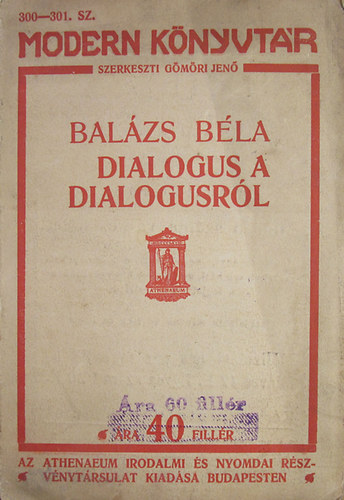 300—301. SZ.
MODERN KÖNYVTÁR
SZERKESZTI GÖMÖRI JENŐ
BALÁZS BÉLA
DIALOGUS A
DIALOGUSRÓL
ATHENAEUM
Ára 60 fillér
ÁRA 40 FILLÉR
AZ ATHENAEUM IRODALMI ÉS NYOMDAI RÉSZ-
VÉNYTÁRSULAT KIADÁSA BUDAPESTEN